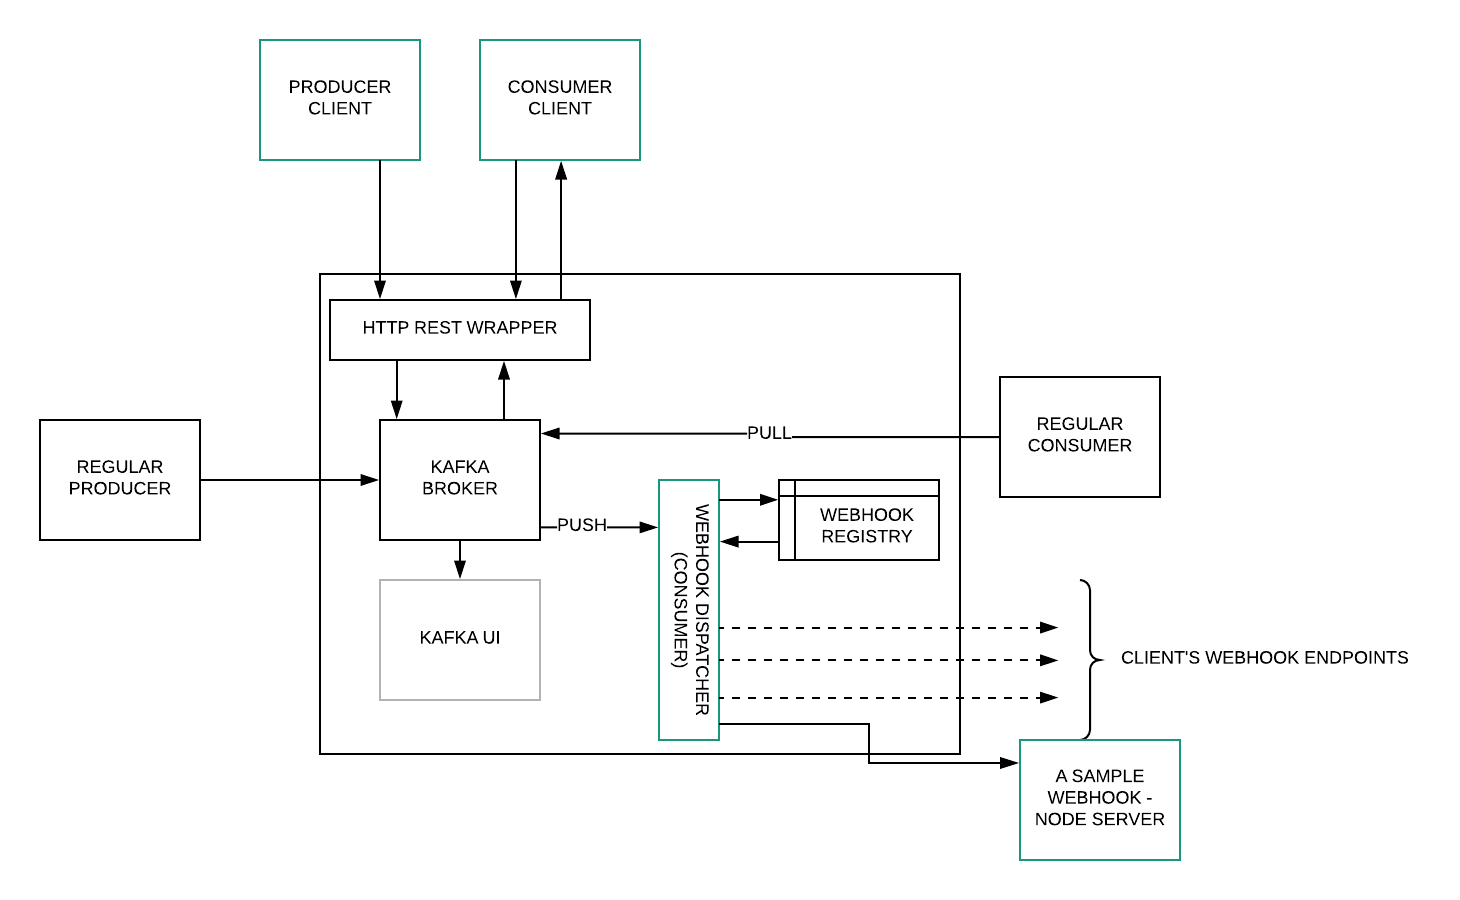 PRODUCER
CLIENT
CONSUMER
CLIENT
HTTP REST WRAPPER
REGULAR
PRODUCER
KAFKA
BROKER
PULL
REGULAR
CONSUMER
PUSH
WEBHOOK DISPATCHER
(CONSUMER)
WEBHOOK
REGISTRY
KAFKA UI
CLIENT'S WEBHOOK ENDPOINTS
A SAMPLE
WEBHOOK -
NODE SERVER